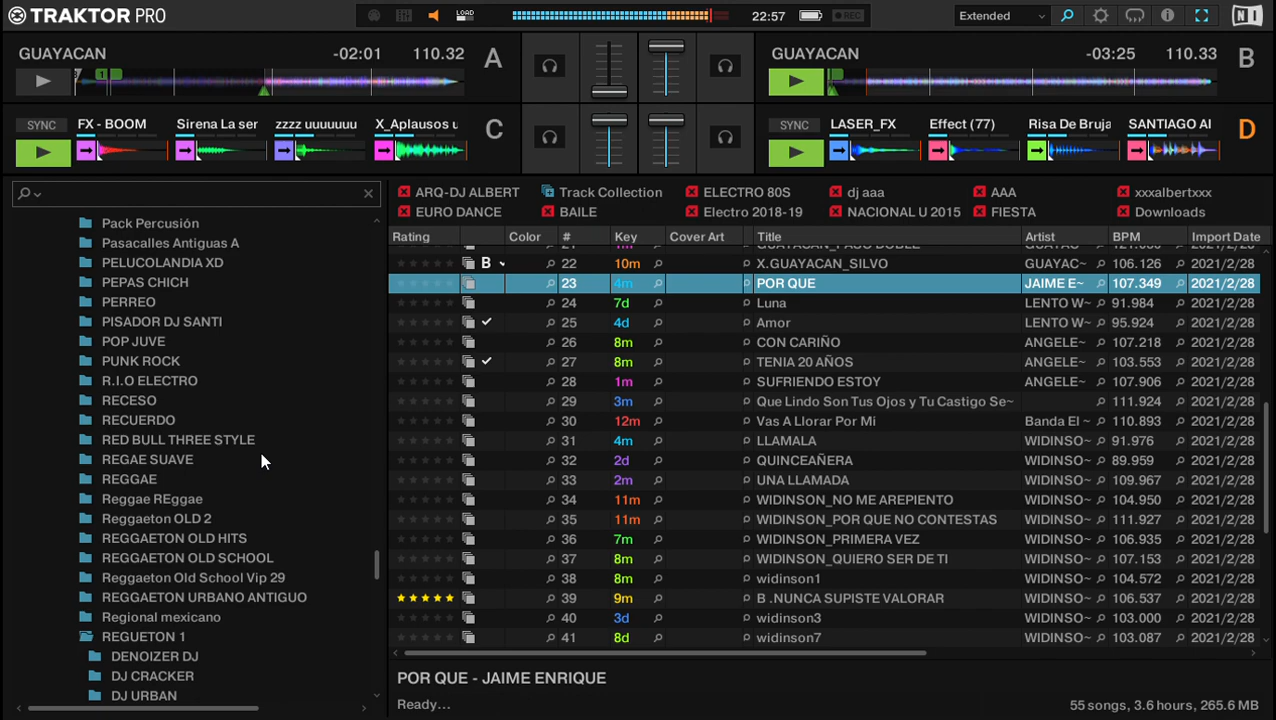 TRAKTOR PRO LOAD 22:57 REC Extended
GUAYACAN -02:01 110.32 A
GUAYACAN -03:25 110.33 B
SYNC FX - BOOM Sirena La ser zzzz uuuuuuu X_Aplausos u C
SYNC LASER_FX Effect (77) Risa De Bruja SANTIAGO AI D
ARQ-DJ ALBERT Track Collection ELECTRO 80S dj aaa AAA xxxalbertxxx
EURO DANCE BAILE Electro 2018-19 NACIONAL U 2015 FIESTA Downloads
Pack Percusión
Pasacalles Antiguas A
PELUCOLANDIA XD
PEPAS CHICH
PERREO
PISADOR DJ SANTI
POP JUVE
PUNK ROCK
R.I.O ELECTRO
RECESO
RECUERDO
RED BULL THREE STYLE
REGAE SUAVE
REGGAE
Reggae REggae
Reggaeton OLD 2
REGGAETON OLD HITS
REGGAETON OLD SCHOOL
Reggaeton Old School Vip 29
REGGAETON URBANO ANTIGUO
Regional mexicano
REGUETON 1
DENOIZER DJ
DJ CRACKER
DJ URBAN
Rating Color # Key Cover Art Title Artist BPM Import Date
B 22 10m X.GUAYACAN_SILVO GUAYAC~ 106.126 2021/2/28
23 4m POR QUE JAIME E~ 107.349 2021/2/28
24 7d Luna LENTO W~ 91.984 2021/2/28
25 4d Amor LENTO W~ 95.924 2021/2/28
26 8m CON CARIÑO ANGELE~ 107.218 2021/2/28
27 8m TENIA 20 AÑOS ANGELE~ 103.553 2021/2/28
28 1m SUFRIENDO ESTOY ANGELE~ 107.906 2021/2/28
29 3m Que Lindo Son Tus Ojos y Tu Castigo Se~ 111.924 2021/2/28
30 12m Vas A Llorar Por Mi Banda El ~ 110.893 2021/2/28
31 4m LLAMALA WIDINSO~ 91.976 2021/2/28
32 2d QUINCEAÑERA WIDINSO~ 89.959 2021/2/28
33 2m UNA LLAMADA WIDINSO~ 109.967 2021/2/28
34 11m WIDINSON_NO ME AREPIENTO WIDINSO~ 104.950 2021/2/28
35 11m WIDINSON_POR QUE NO CONTESTAS WIDINSO~ 111.927 2021/2/28
36 7m WIDINSON_PRIMERA VEZ WIDINSO~ 106.935 2021/2/28
37 8m WIDINSON_QUIERO SER DE TI WIDINSO~ 107.153 2021/2/28
38 8m widinson1 WIDINSO~ 104.572 2021/2/28
39 9m B .NUNCA SUPISTE VALORAR WIDINSO~ 106.537 2021/2/28
40 3d widinson3 WIDINSO~ 103.618 2021/2/28
41 8d widinson7 WIDINSO~ 103.087 2021/2/28
POR QUE - JAIME ENRIQUE
Ready... 55 songs, 3.6 hours, 265.6 MB